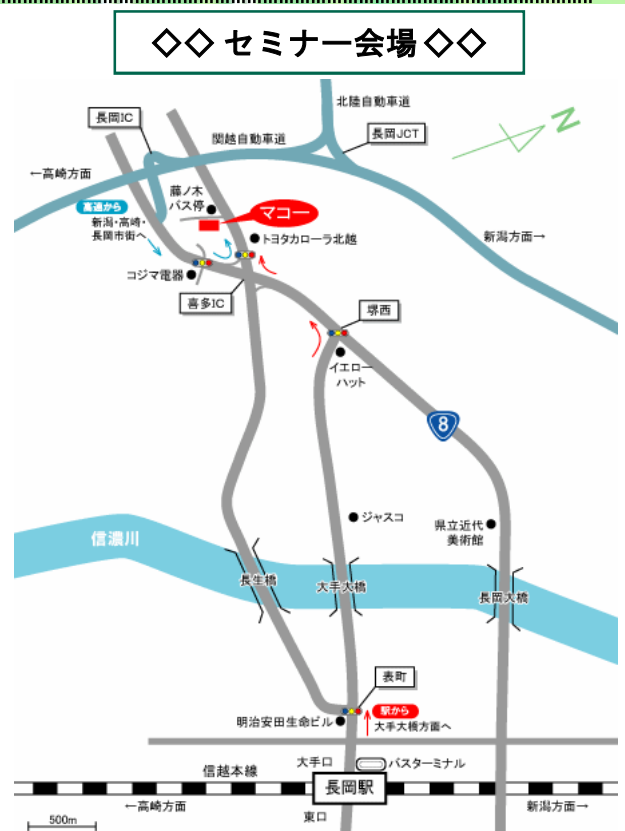 ◇◇ セミナー会場 ◇◇
北陸自動車道
長岡IC
関越自動車道
長岡JCT
N
←高崎方面
藤ノ木
バス停
マコー
高速から
新潟・高崎・
長岡市街へ
トヨタカローラ北越
新潟方面→
コジマ電器
喜多IC
堺西
イエロー
ハット
8
ジャスコ
県立近代
美術館
信濃川
長生橋
大手大橋
長岡大橋
表町
駅から
大手大橋方面へ
明治安田生命ビル
大手口
バスターミナル
信越本線
長岡駅
←高崎方面
新潟方面→
東口
500m